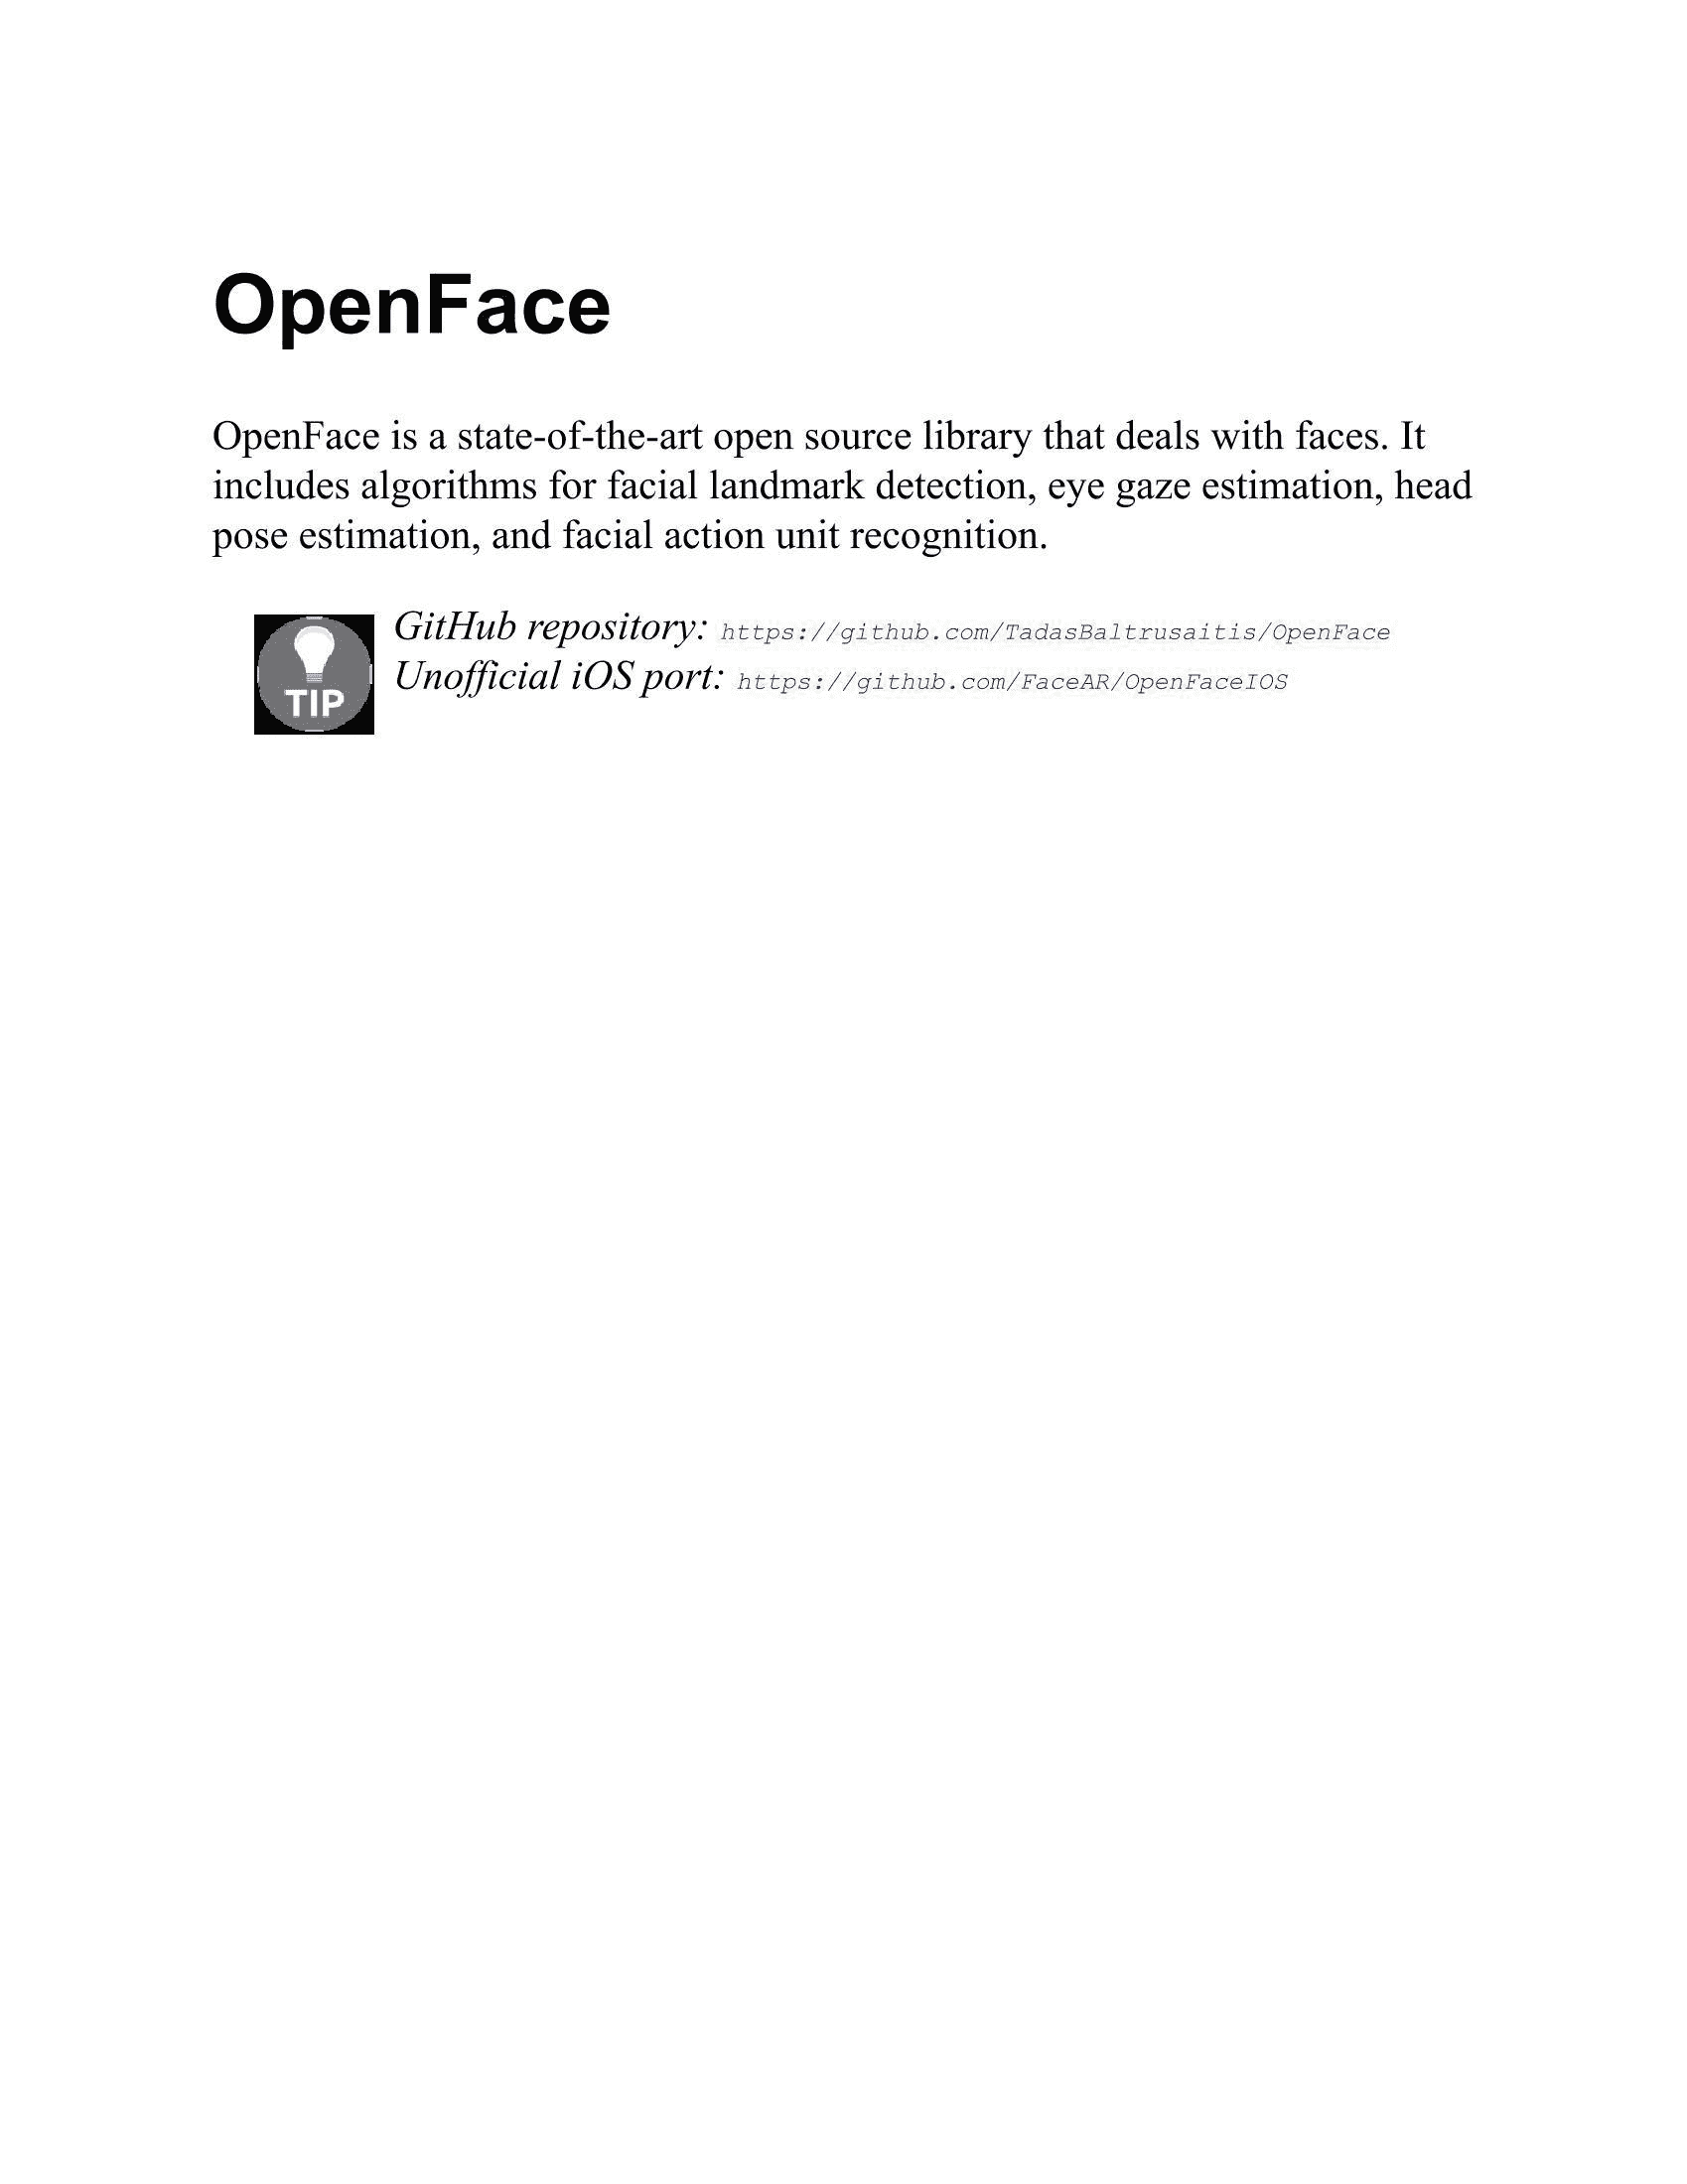 OpenFace
OpenFace is a state-of-the-art open source library that deals with faces. It
includes algorithms for facial landmark detection, eye gaze estimation, head
pose estimation, and facial action unit recognition.
GitHub repository: https://github.com/TadasBaltrusaitis/OpenFace
Unofficial iOS port: https://github.com/FaceAR/OpenFaceIOS
TIP